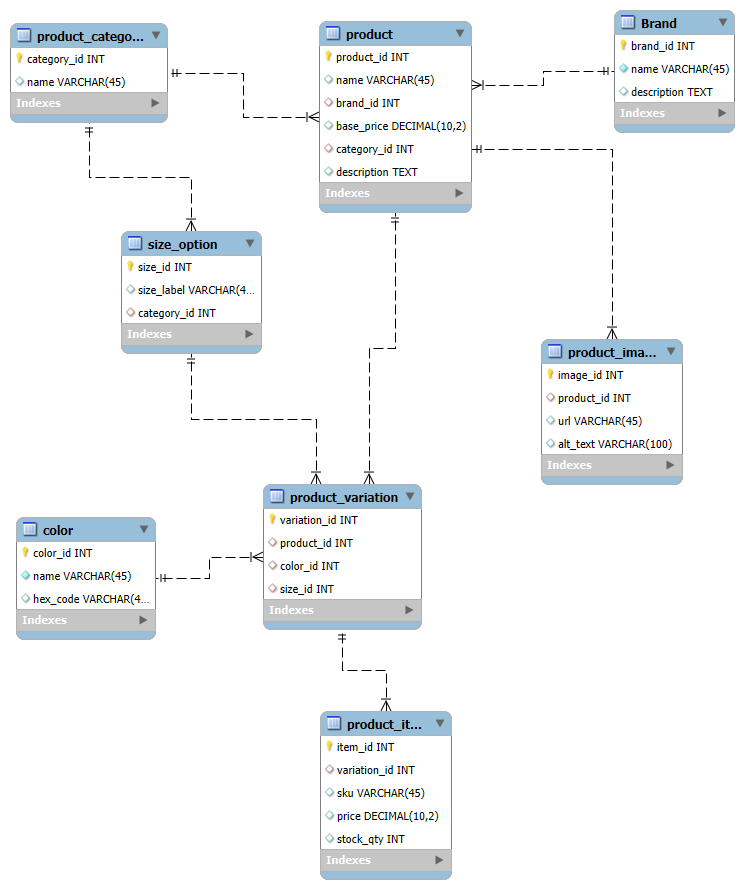 product_catego...
category_id INT
name VARCHAR(45)
Indexes
product
product_id INT
name VARCHAR(45)
brand_id INT
base_price DECIMAL(10,2)
category_id INT
description TEXT
Indexes
Brand
brand_id INT
name VARCHAR(45)
description TEXT
Indexes
size_option
size_id INT
size_label VARCHAR(4...
category_id INT
Indexes
product_ima...
image_id INT
product_id INT
url VARCHAR(45)
alt_text VARCHAR(100)
Indexes
color
color_id INT
name VARCHAR(45)
hex_code VARCHAR(4...
Indexes
product_variation
variation_id INT
product_id INT
color_id INT
size_id INT
Indexes
product_it...
item_id INT
variation_id INT
sku VARCHAR(45)
price DECIMAL(10,2)
stock_qty INT
Indexes